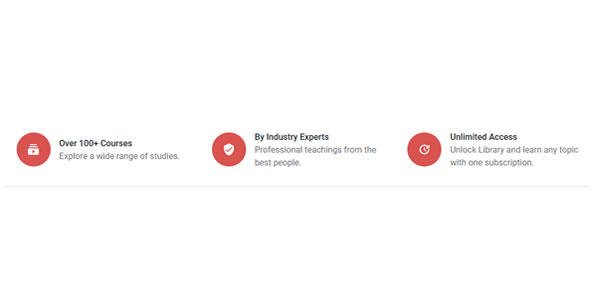 Over 100+ Courses
Explore a wide range of studies.
By Industry Experts
Professional teachings from the
best people.
Unlimited Access
Unlock Library and learn any topic
with one subscription.